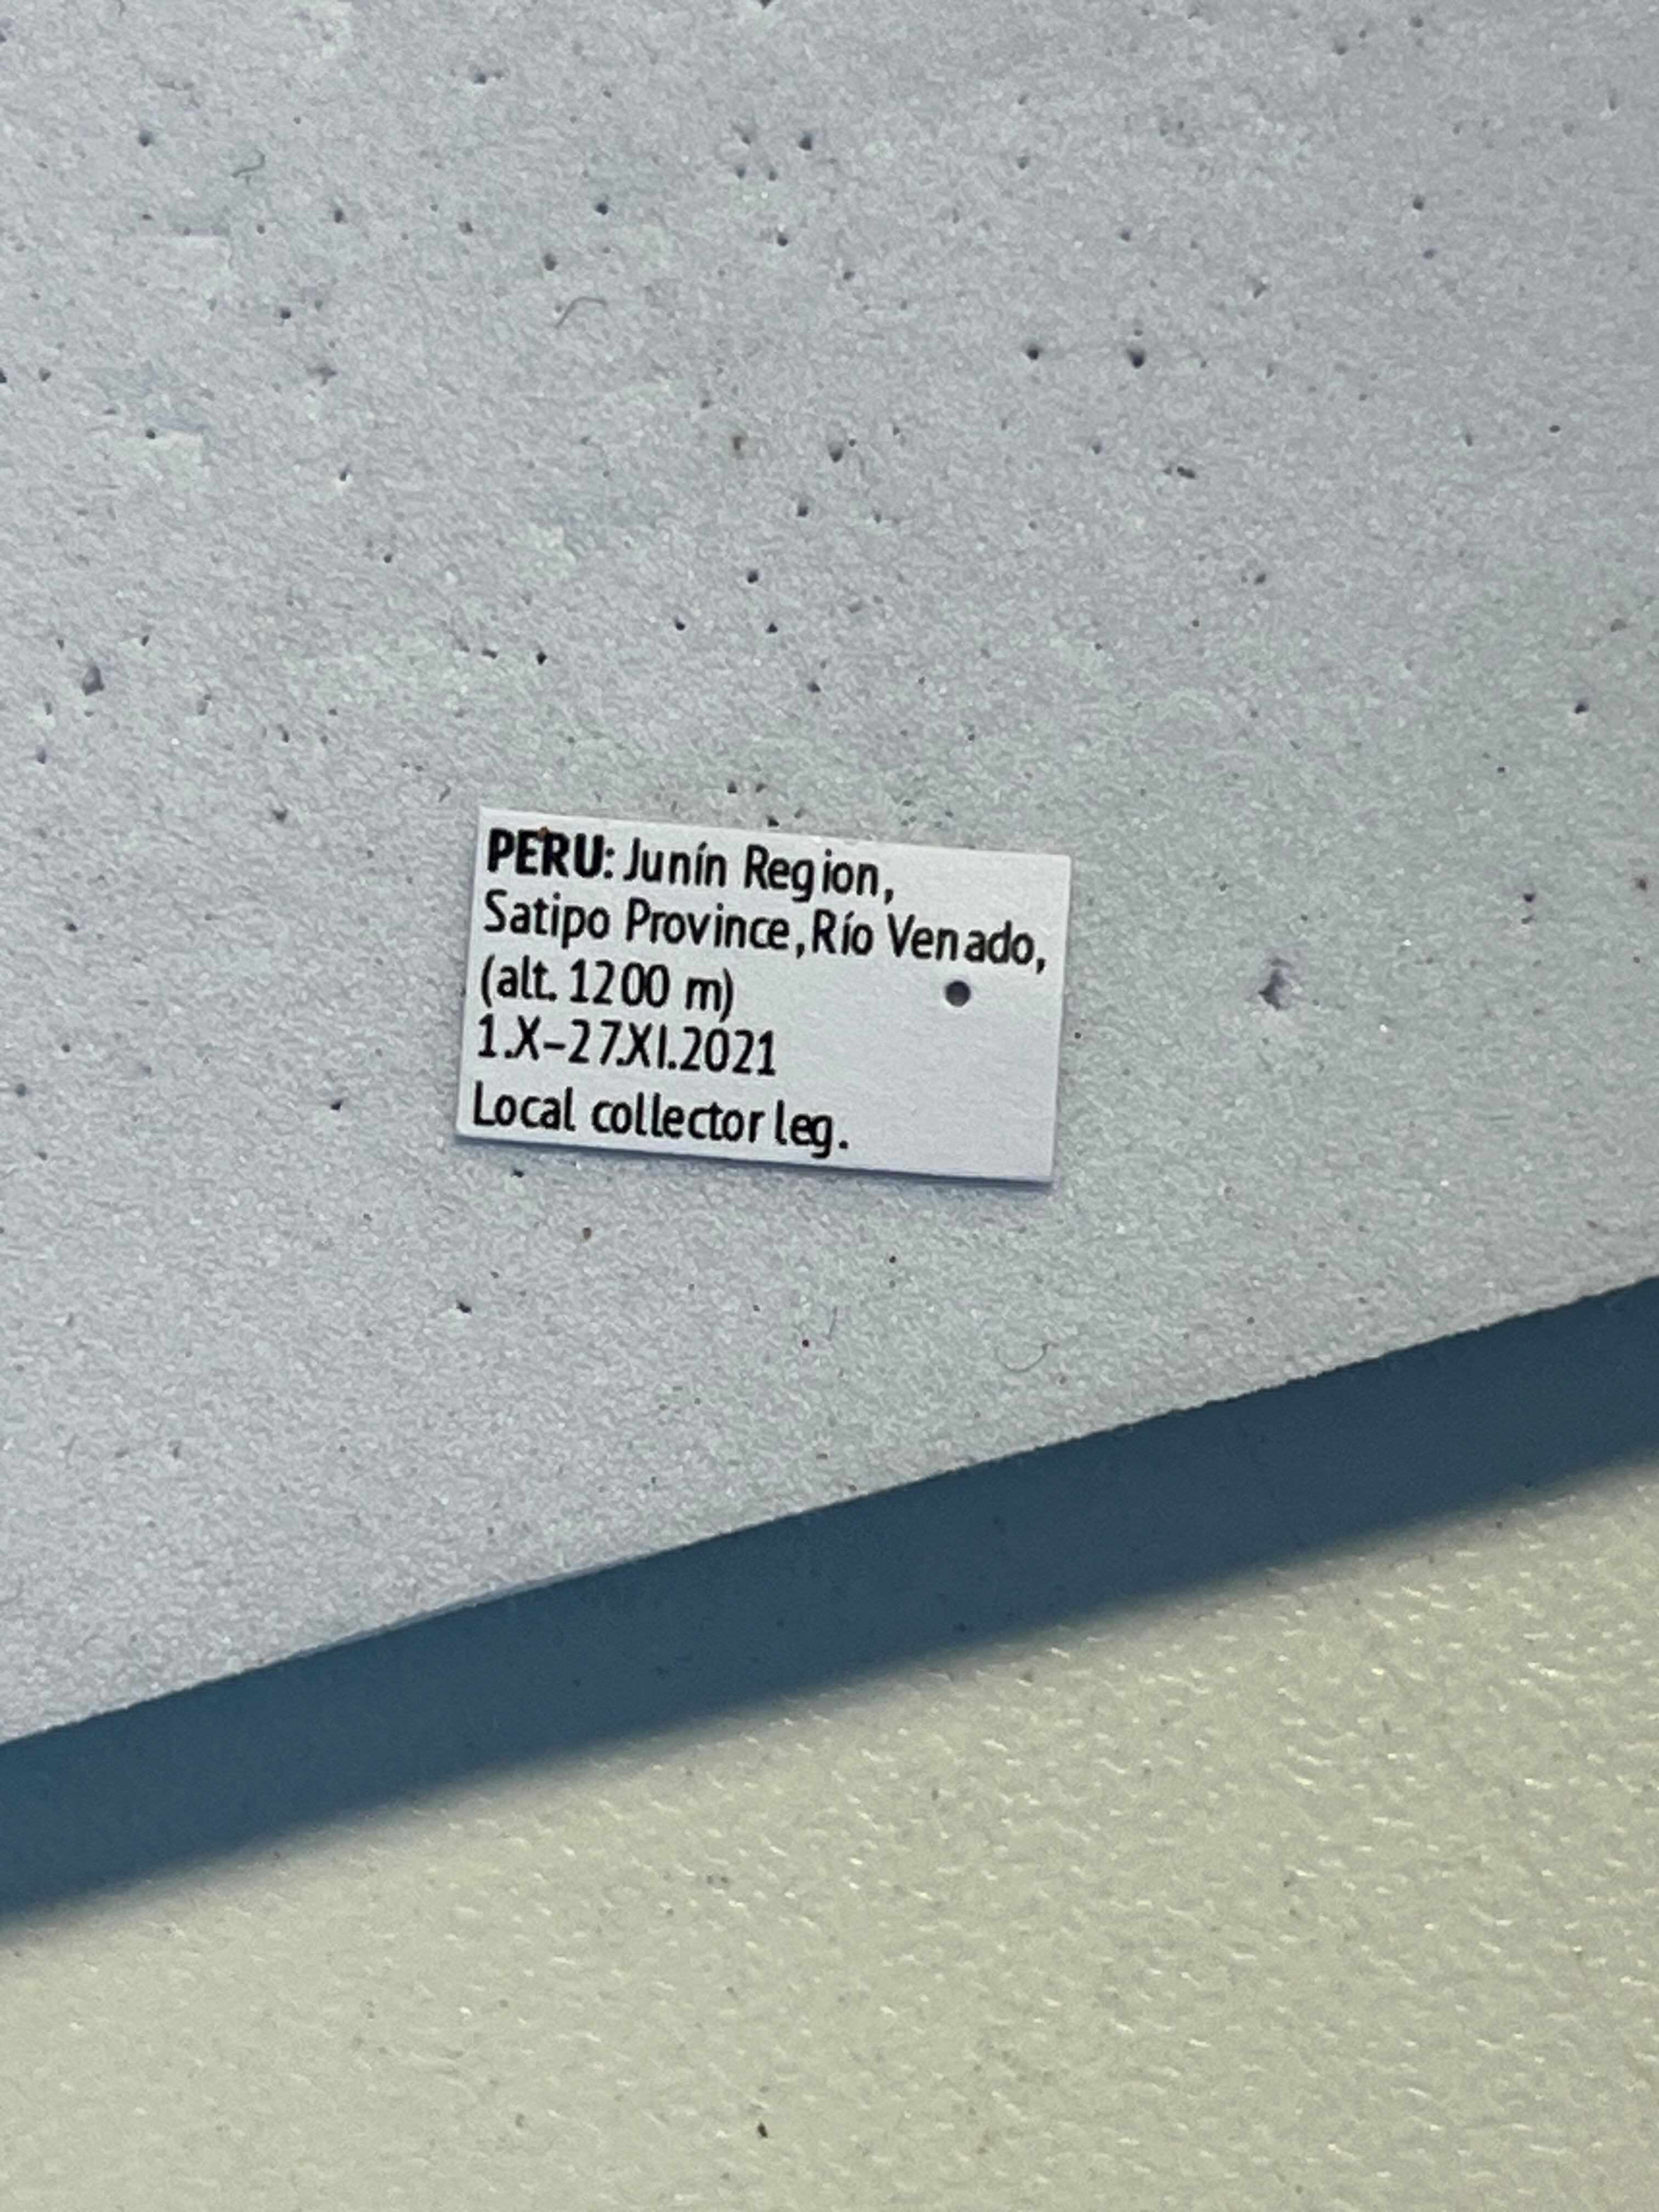 PERU: Junín Region,
Satipo Province, Río Venado,
(alt. 1200 m)
1.X–27.XI.2021
Local collector leg.